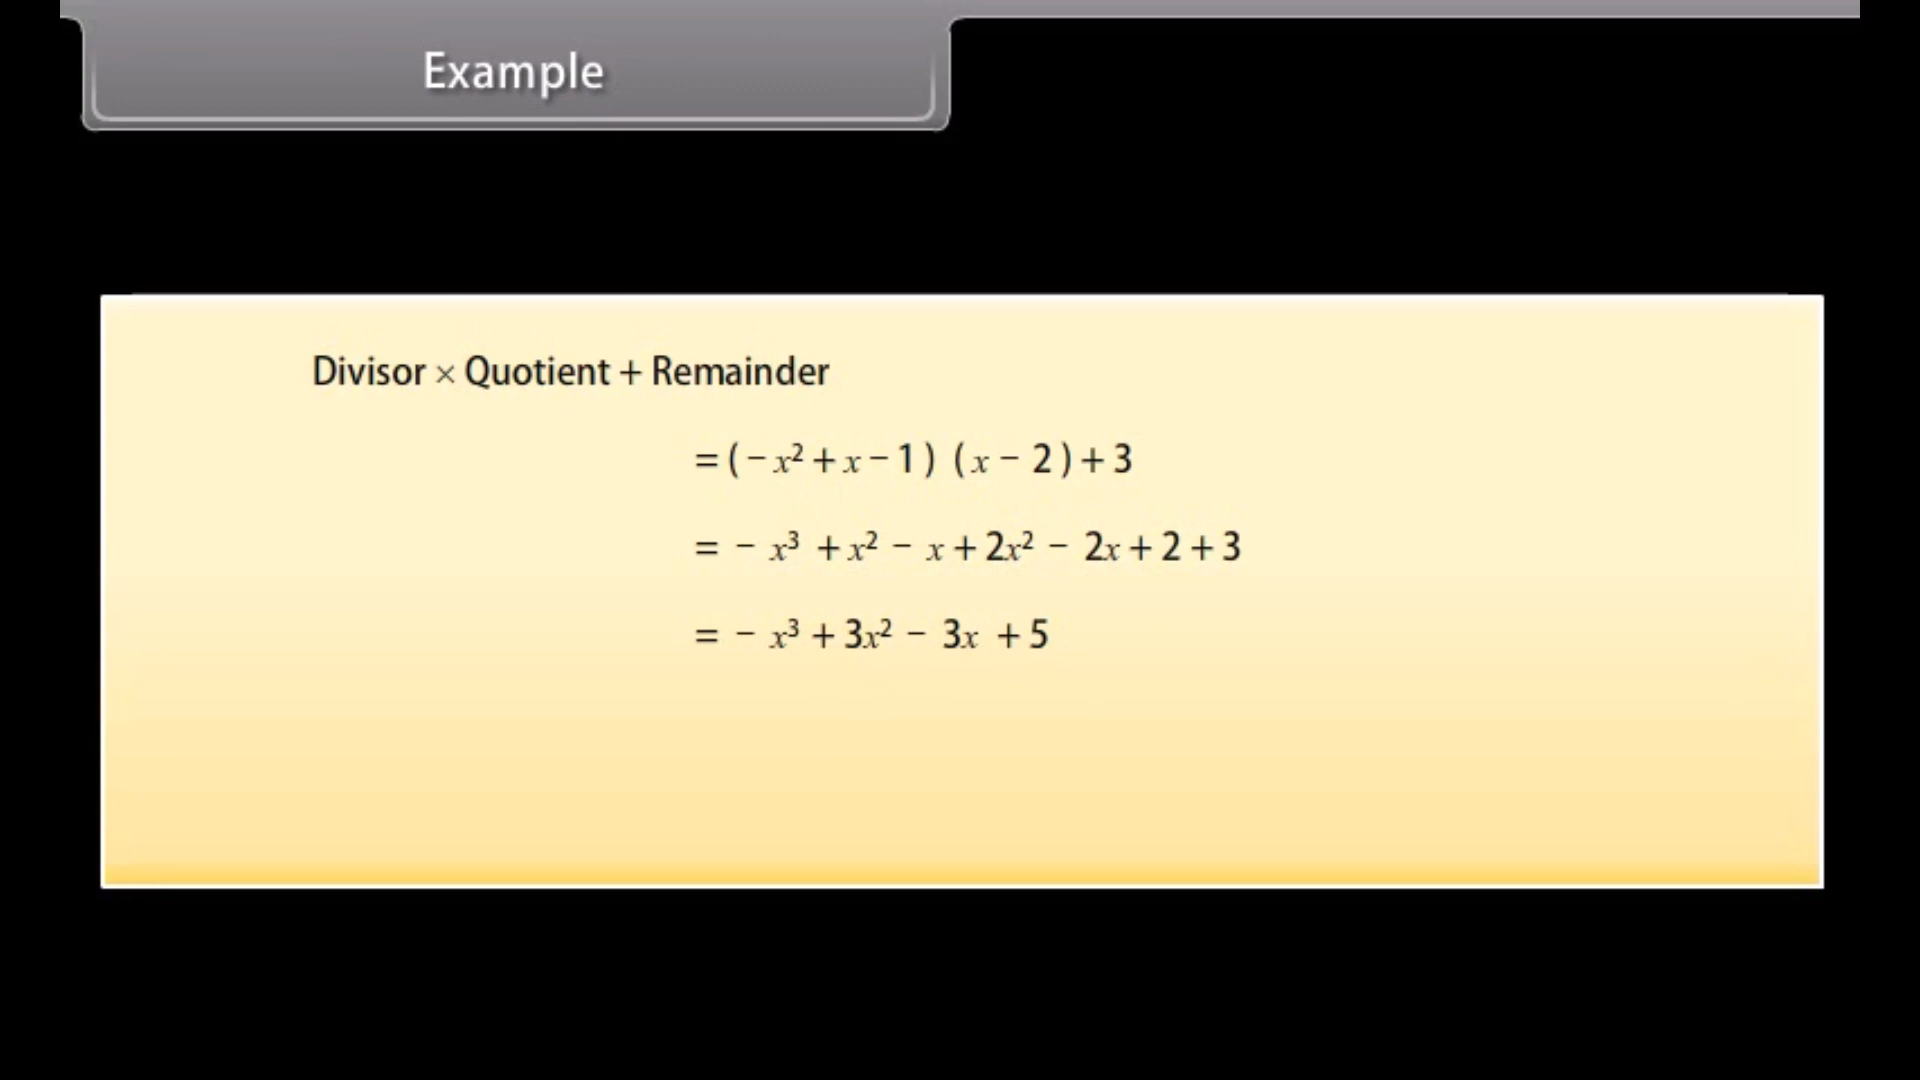 Example
Divisor × Quotient + Remainder
= ( − x² + x − 1 ) ( x − 2 ) + 3
= − x³ + x² − x + 2x² − 2x + 2 + 3
= − x³ + 3x² − 3x + 5